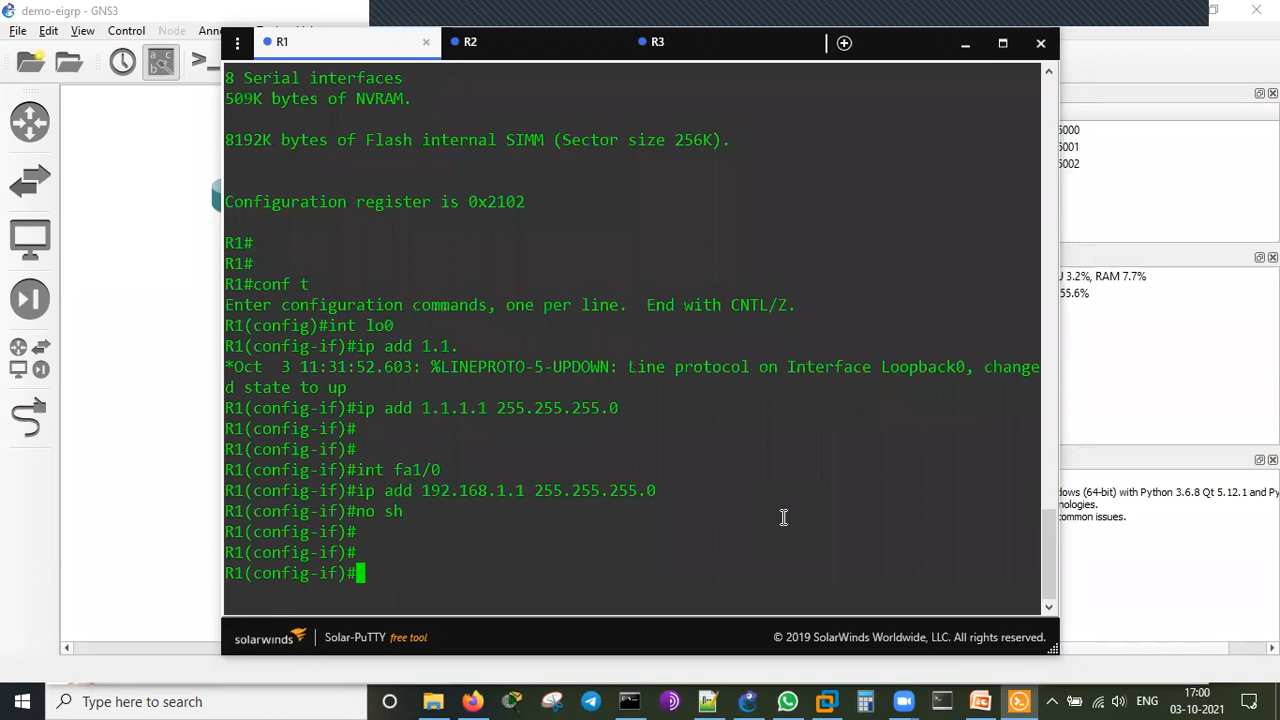 demo-eigrp - GNS3
File Edit View Control Node Anno
R1
R2
R3
8 Serial interfaces
509K bytes of NVRAM.
8192K bytes of Flash internal SIMM (Sector size 256K).
Configuration register is 0x2102
R1#
R1#
R1#conf t
Enter configuration commands, one per line.  End with CNTL/Z.
R1(config)#int lo0
R1(config-if)#ip add 1.1.
*Oct  3 11:31:52.603: %LINEPROTO-5-UPDOWN: Line protocol on Interface Loopback0, change
d state to up
R1(config-if)#ip add 1.1.1.1 255.255.255.0
R1(config-if)#
R1(config-if)#
R1(config-if)#int fa1/0
R1(config-if)#ip add 192.168.1.1 255.255.255.0
R1(config-if)#no sh
R1(config-if)#
R1(config-if)#
R1(config-if)#
solarwinds Solar-PuTTY free tool
© 2019 SolarWinds Worldwide, LLC. All rights reserved.
5000
5001
5002
U 3.2%, RAM 7.7%
55.6%
dows (64-bit) with Python 3.6.8 Qt 5.12.1 and Py
nologies.
common issues.
Type here to search
ENG
17:00
03-10-2021